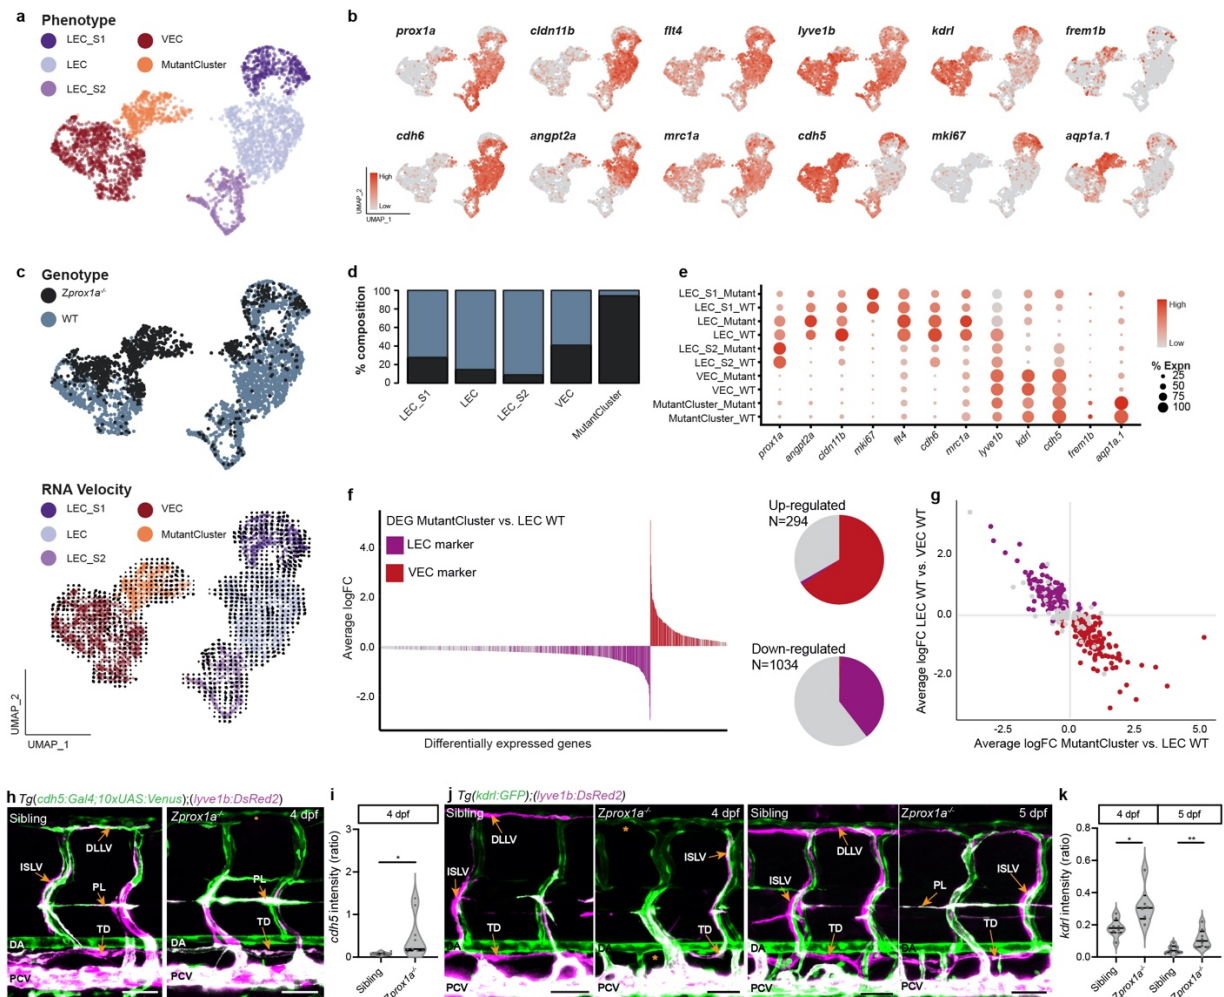 a
Phenotype
LEC_S1
VEC
LEC
MutantCluster
LEC_S2
b
prox1a
cldn11b
flt4
lyve1b
kdrl
frem1b
cdh6
angpt2a
mrc1a
cdh5
mki67
aqp1a.1
High
Low
UMAP_2
UMAP_1
c
Genotype
Zprox1a-/-
WT
RNA Velocity
LEC_S1
VEC
LEC
MutantCluster
LEC_S2
UMAP_2
UMAP_1
d
% composition
100
80
60
40
20
0
LEC_S1
LEC
LEC_S2
VEC
MutantCluster
e
LEC_S1_Mutant
LEC_S1_WT
LEC_Mutant
LEC_WT
LEC_S2_Mutant
LEC_S2_WT
VEC_Mutant
VEC_WT
MutantCluster_Mutant
MutantCluster_WT
prox1a
angpt2a
cldn11b
mki67
flt4
cdh6
mrc1a
lyve1b
kdrl
cdh5
frem1b
aqp1a.1
High
Low
% Expn
25
50
75
100
f
DEG MutantCluster vs. LEC WT
LEC marker
VEC marker
Average logFC
4.0
2.0
0.0
-2.0
Differentially expressed genes
Up-regulated
N=294
Down-regulated
N=1034
g
Average logFC LEC WT vs. VEC WT
2.0
0.0
-2.0
-2.5
0.0
2.5
5.0
Average logFC MutantCluster vs. LEC WT
h Tg(cdh5:Gal4;10xUAS:Venus);(lyve1b:DsRed2)
Sibling
DLLV
ISLV
PL
TD
DA
PCV
Zprox1a-/-
4 dpf
*
PL
TD
DA
PCV
i
4 dpf
cdh5 intensity (ratio)
3
2
1
0
*
Sibling
Zprox1a-/-
j Tg(kdrl:GFP);(lyve1b:DsRed2)
Sibling
DLLV
ISLV
TD
DA
PCV
Zprox1a-/-
4 dpf
*
ISLV
TD
DA
*
PCV
Sibling
DLLV
ISLV
TD
DA
PCV
Zprox1a-/-
5 dpf
PL
ISLV
TD
DA
PCV
k
4 dpf
5 dpf
kdrl intensity (ratio)
0.8
0.6
0.4
0.2
0.0
*
**
Sibling
Zprox1a-/-
Sibling
Zprox1a-/-